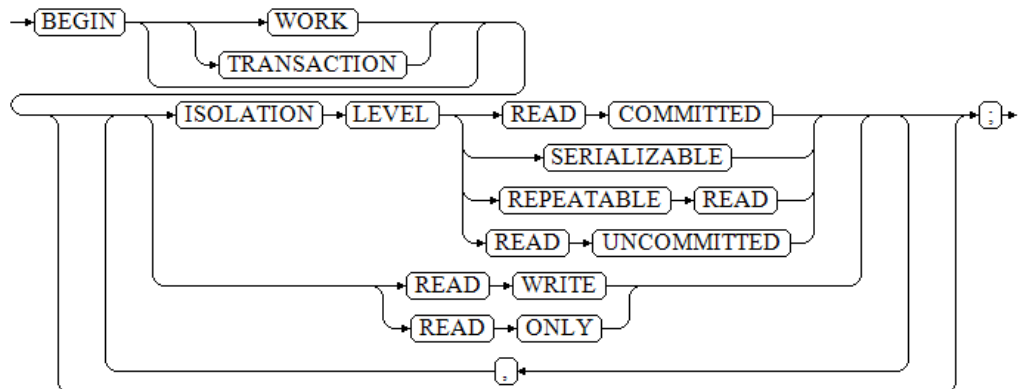 BEGIN WORK
TRANSACTION
ISOLATION LEVEL READ COMMITTED ;
SERIALIZABLE
REPEATABLE READ
READ UNCOMMITTED
READ WRITE
READ ONLY
,